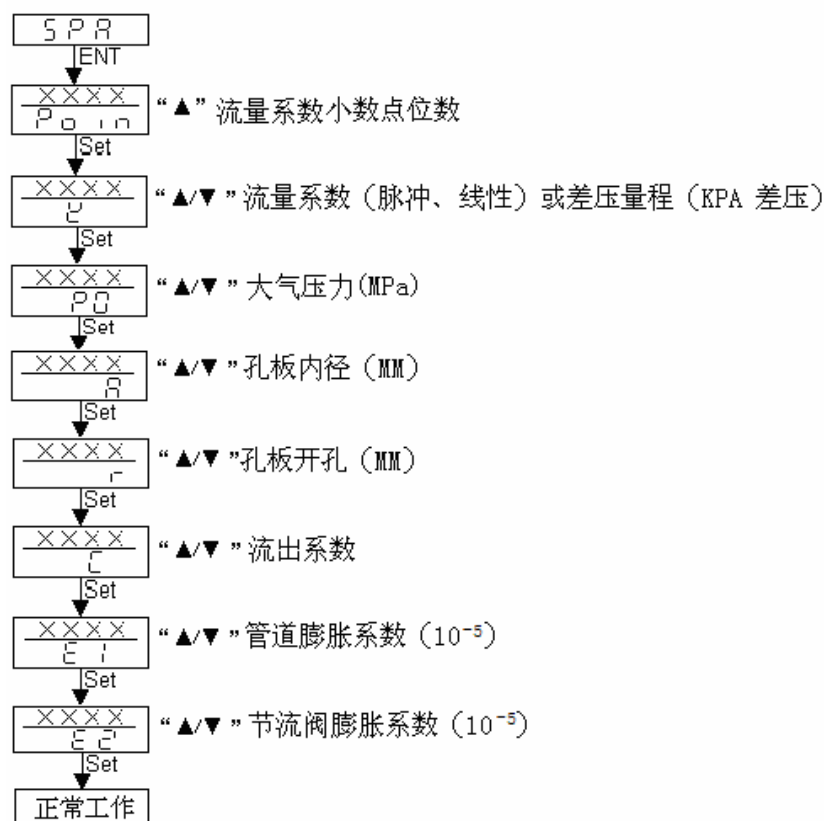 SPA
ENT
XXXX
Poin
“▲” 流量系数小数点位数
Set
XXXX
“▲/▼ ” 流量系数（脉冲、线性）或差压量程（KPA 差压）
Set
XXXX
P0
“▲/▼ ” 大气压力(MPa)
Set
XXXX
A
“▲/▼ ” 孔板内径（MM）
Set
XXXX
r
“▲/▼ ”孔板开孔（MM）
Set
XXXX
C
“▲/▼ ” 流出系数
Set
XXXX
E1
“▲/▼ ” 管道膨胀系数（10⁻⁵）
Set
XXXX
E2
“▲/▼ ” 节流阀膨胀系数（10⁻⁵）
Set
正常工作